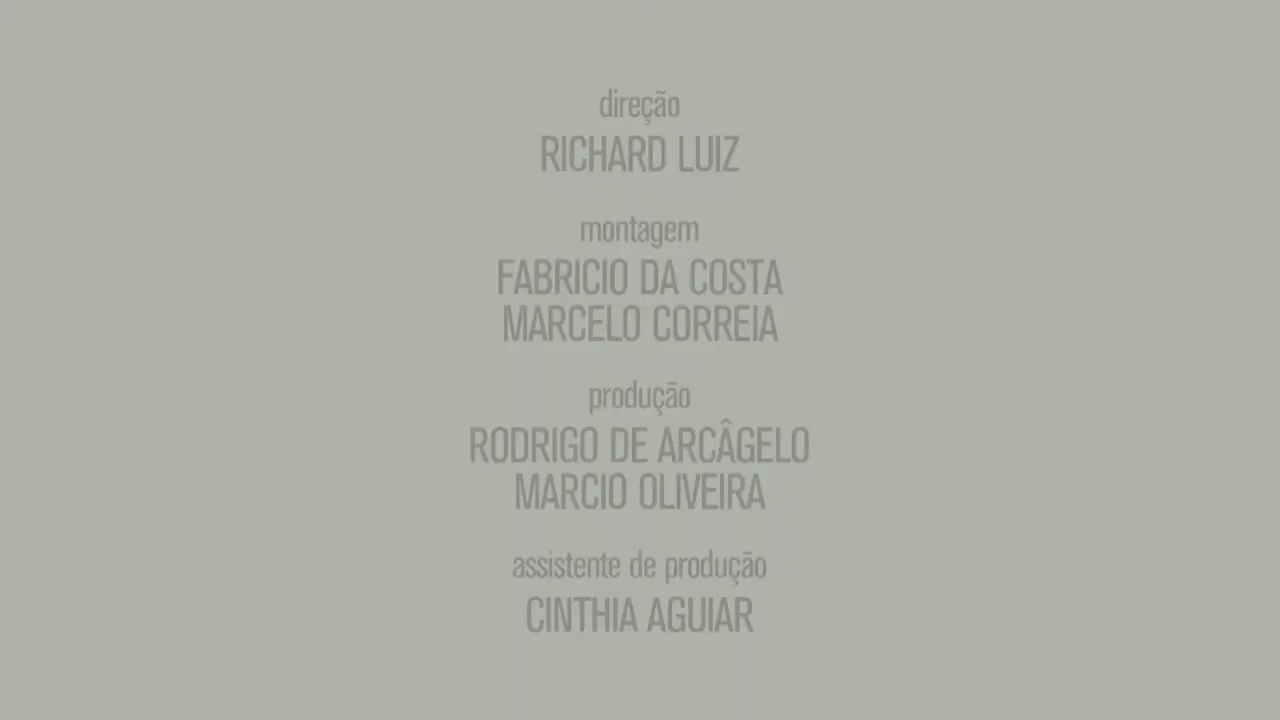 direção
RICHARD LUIZ
montagem
FABRICIO DA COSTA
MARCELO CORREIA
produção
RODRIGO DE ARCÂGELO
MARCIO OLIVEIRA
assistente de produção
CINTHIA AGUIAR